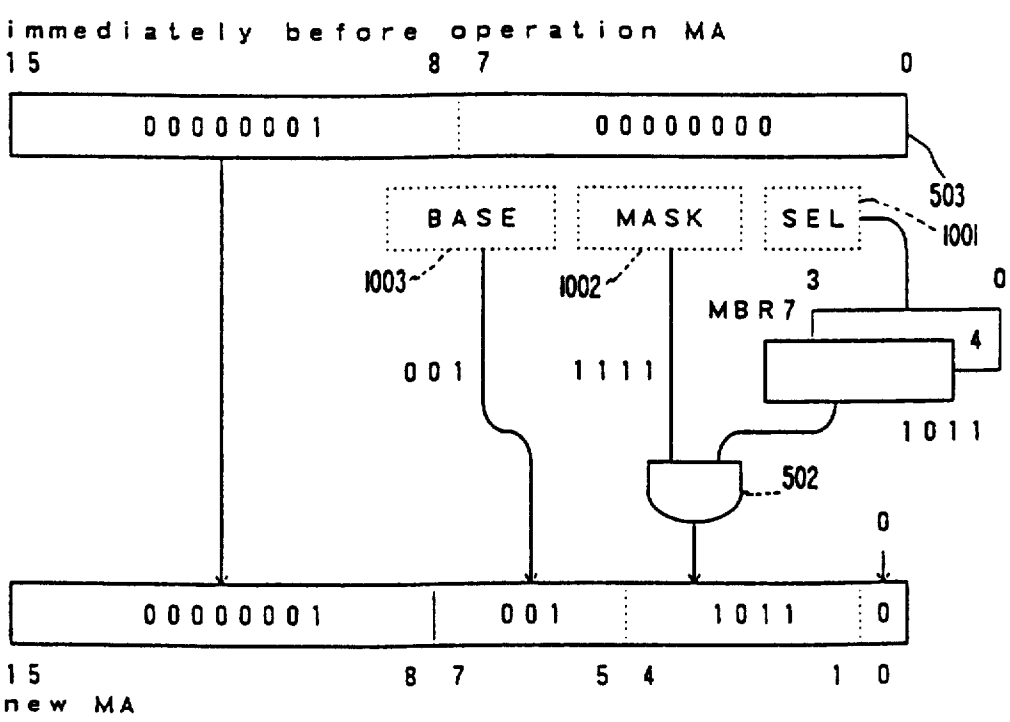 immediately before operation MA
15 8 7 0
00000001 00000000
503
BASE MASK SEL
1001
1003 1002
3 0
MBR7
4
001 1111
1011
502
0
00000001 001 1011 0
15 8 7 5 4 1 0
new MA